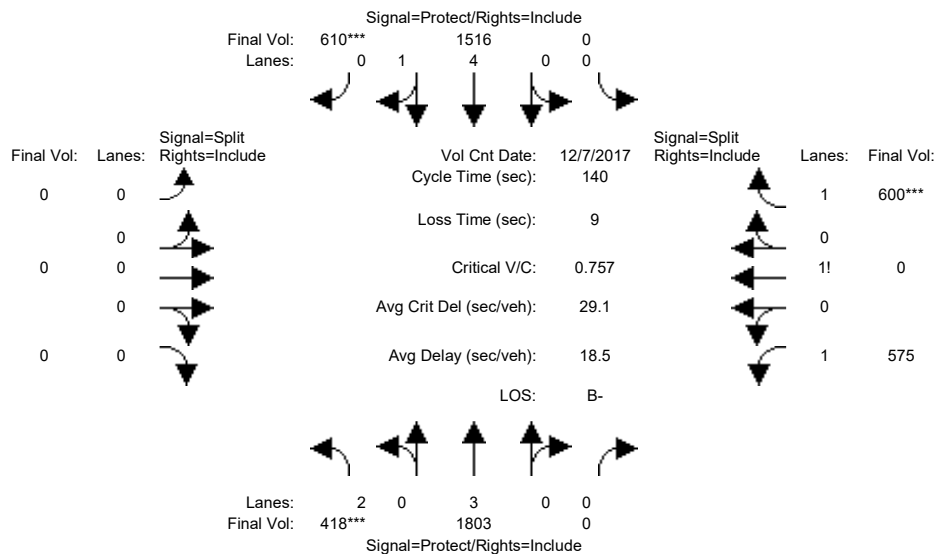 Signal=Protect/Rights=Include
Final Vol: 610*** 1516 0
Lanes: 0 1 4 0 0
Signal=Split
Final Vol: Lanes: Rights=Include
Vol Cnt Date: 12/7/2017
Signal=Split
Rights=Include Lanes: Final Vol:
Cycle Time (sec): 140
0 0
1 600***
Loss Time (sec): 9
0
0
0 0
Critical V/C: 0.757
1! 0
0
Avg Crit Del (sec/veh): 29.1
0
0 0
Avg Delay (sec/veh): 18.5
1 575
LOS: B-
Lanes: 2 0 3 0 0
Final Vol: 418*** 1803 0
Signal=Protect/Rights=Include